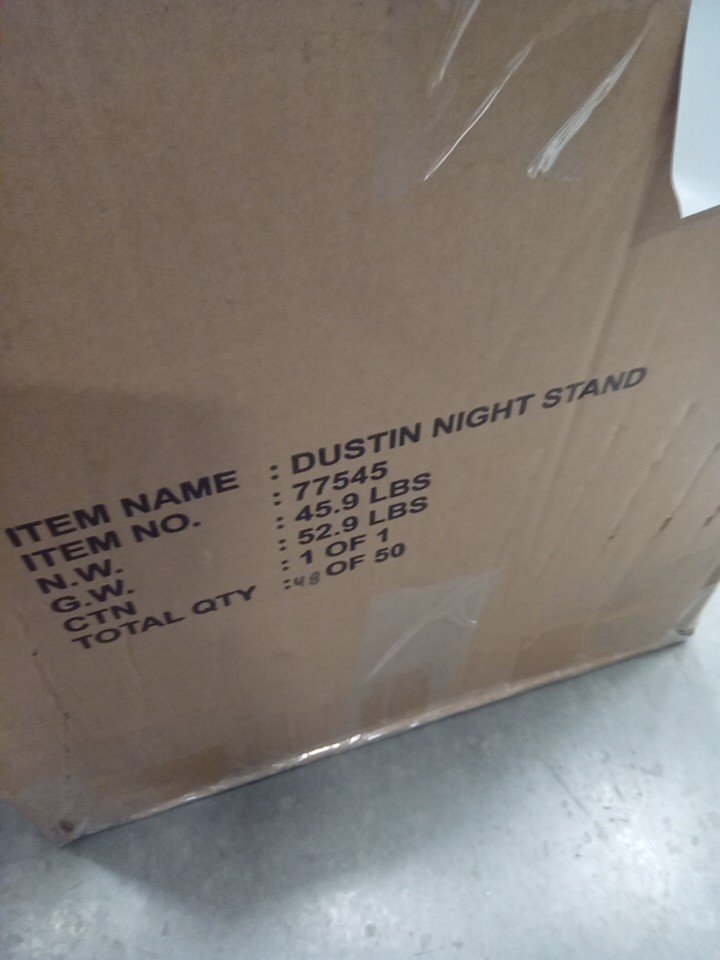 ITEM NAME : DUSTIN NIGHT STAND
ITEM NO. : 77545
N.W. : 45.9 LBS
G.W. : 52.9 LBS
CTN : 1 OF 1
TOTAL QTY : 48 OF 50